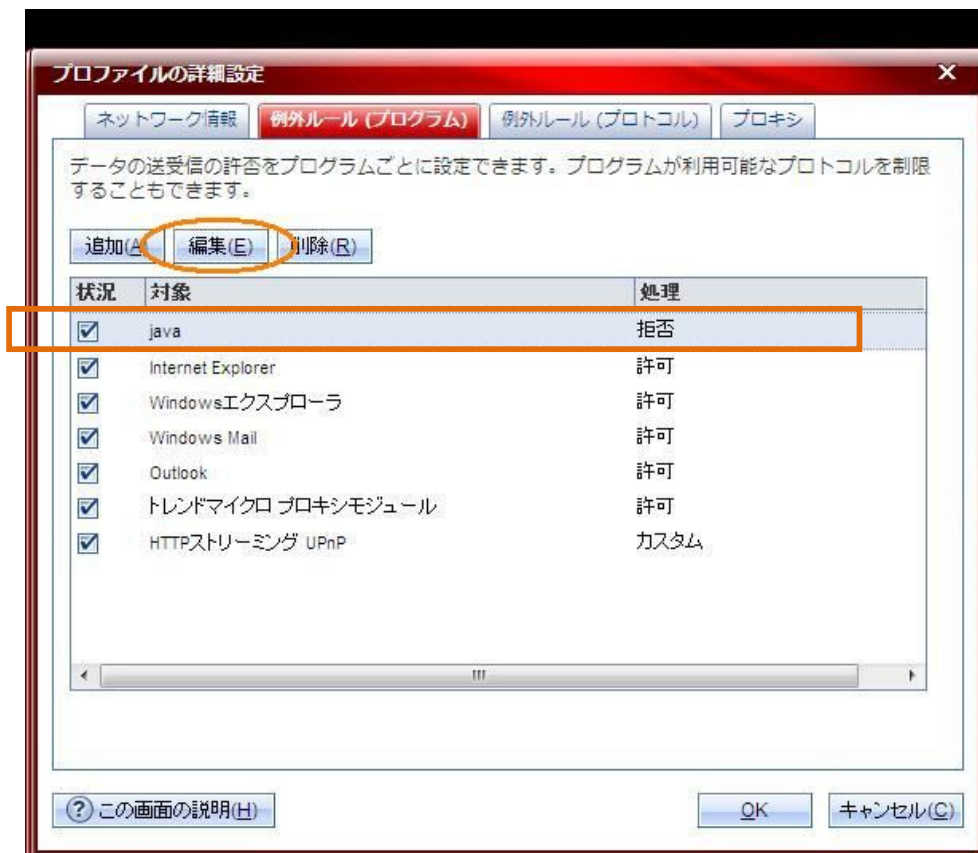 プロファイルの詳細設定
ネットワーク情報 例外ルール (プログラム) 例外ルール (プロトコル) プロキシ
データの送受信の許否をプログラムごとに設定できます。プログラムが利用可能なプロトコルを制限
することもできます。
追加(A) 編集(E) 削除(R)
状況 対象 処理
java 拒否
Internet Explorer 許可
Windowsエクスプローラ 許可
Windows Mail 許可
Outlook 許可
トレンドマイクロ プロキシモジュール 許可
HTTPストリーミング UPnP カスタム
この画面の説明(H) OK キャンセル(C)